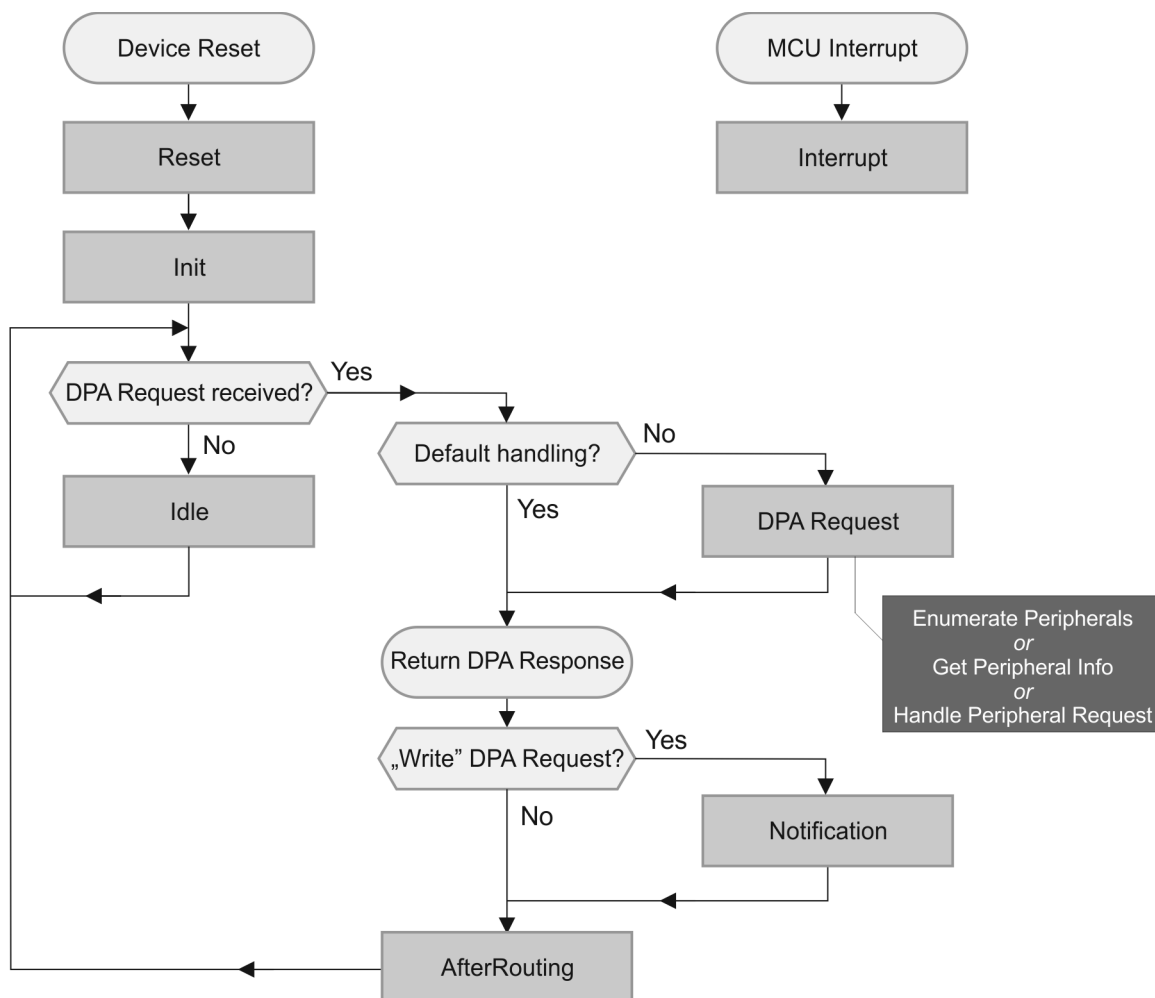 Device Reset
MCU Interrupt
Reset
Interrupt
Init
DPA Request received?
Yes
No
Default handling?
No
Idle
Yes
DPA Request
Enumerate Peripherals
or
Get Peripheral Info
or
Handle Peripheral Request
Return DPA Response
„Write” DPA Request?
Yes
No
Notification
AfterRouting